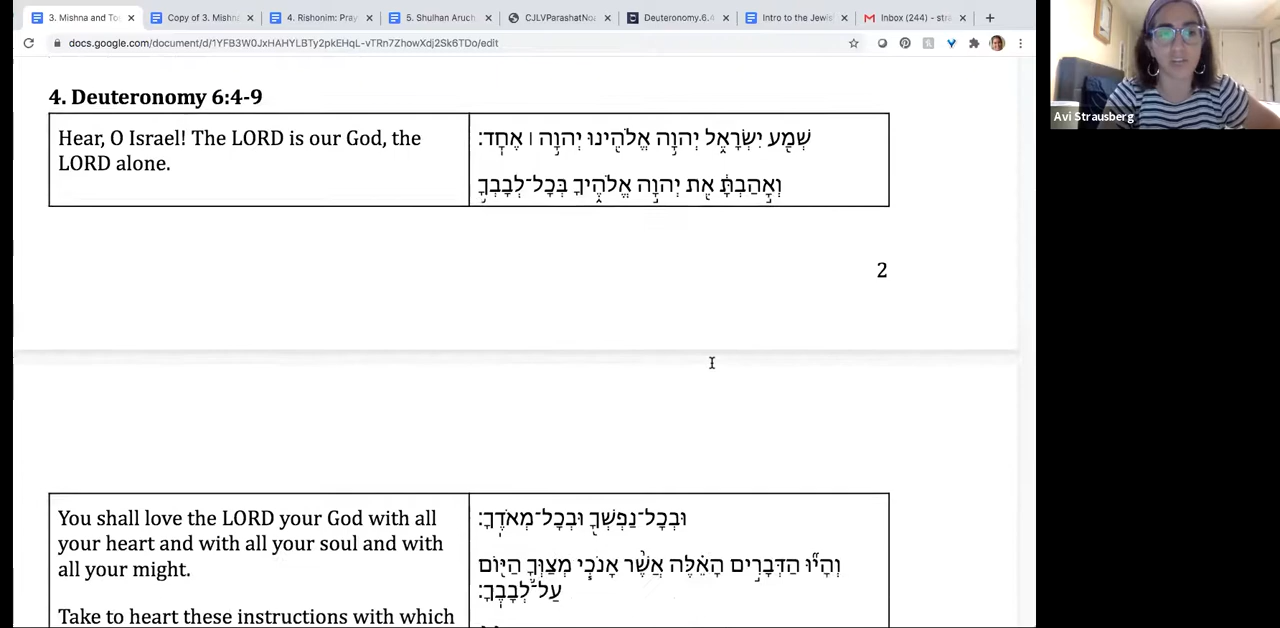 3. Mishna and To
Copy of 3. Mishn
4. Rishonim: Pray
5. Shulhan Aruch
CJLVParashatNoa
Deuteronomy.6.4
Intro to the Jewis
Inbox (244) - stra
docs.google.com/document/d/1YFB3W0JxHAHYLBTy2pkEHqL-vTRn7ZhowXdj2Sk6TDo/edit
Avi Strausberg
4. Deuteronomy 6:4-9
Hear, O Israel! The LORD is our God, the
LORD alone.
שְׁמַ֖ע יִשְׂרָאֵ֑ל יְהוָ֥ה אֱלֹהֵ֖ינוּ יְהוָ֥ה ׀ אֶחָֽד׃
וְאָ֣הַבְתָּ֔ אֵ֖ת יְהוָ֣ה אֱלֹהֶ֑יךָ בְּכָל־לְבָבְךָ֥
2
You shall love the LORD your God with all
your heart and with all your soul and with
all your might.
Take to heart these instructions with which
וּבְכָל־נַפְשְׁךָ֖ וּבְכָל־מְאֹדֶֽךָ׃
וְהָי֞וּ הַדְּבָרִ֣ים הָאֵ֗לֶּה אֲשֶׁ֨ר אָנֹכִ֧י מְצַוְּךָ֛ הַיּ֖וֹם
עַל־לְבָבֶֽךָ׃